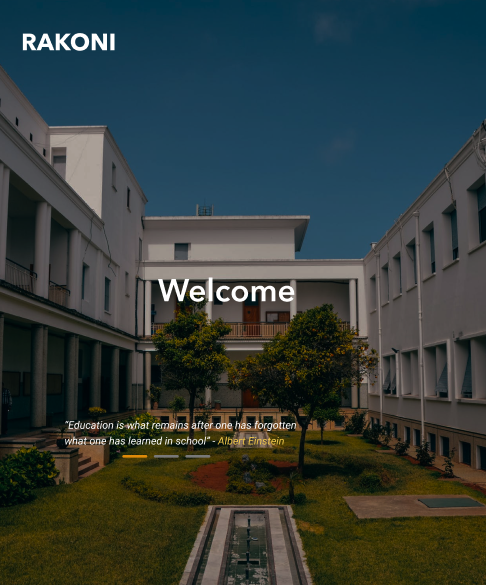 RAKONI
Welcome
"Education is what remains after one has forgotten
what one has learned in school" - Albert Einstein